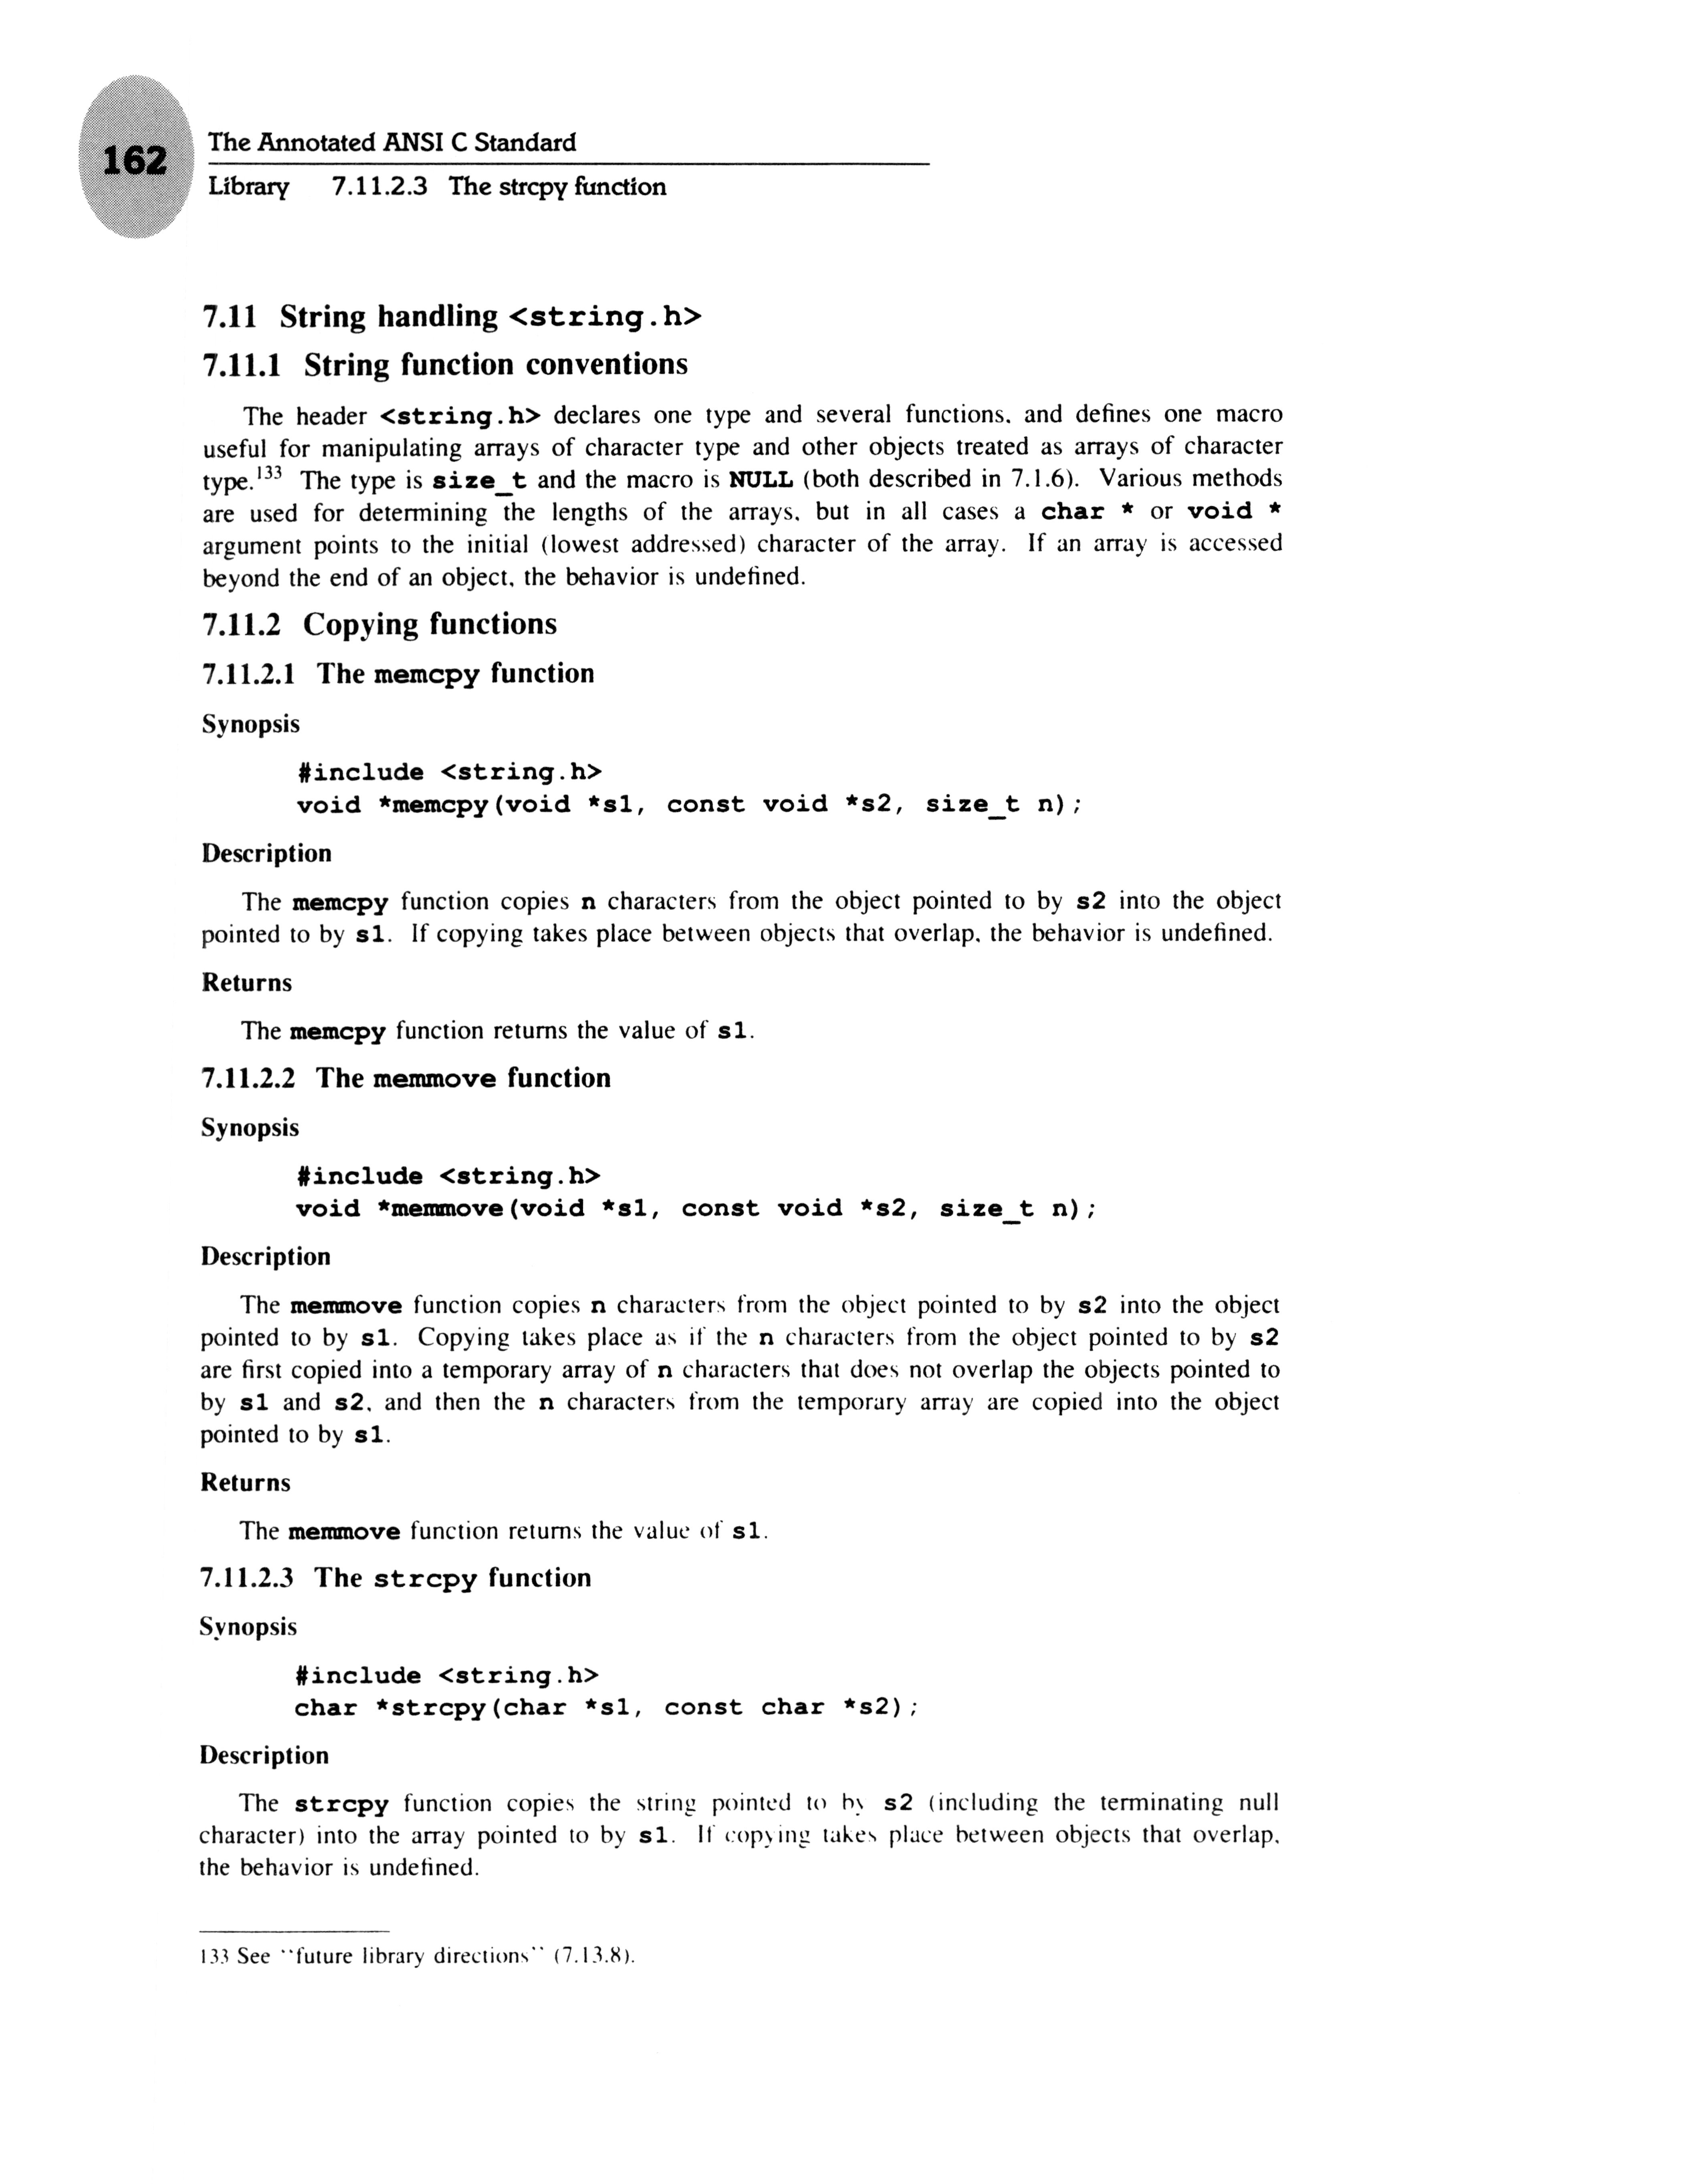 162
The Annotated ANSI C Standard
Library 7.11.2.3 The strcpy function
7.11 String handling <string.h>
7.11.1 String function conventions
The header <string.h> declares one type and several functions, and defines one macro
useful for manipulating arrays of character type and other objects treated as arrays of character
type.133 The type is size_t and the macro is NULL (both described in 7.1.6). Various methods
are used for determining the lengths of the arrays, but in all cases a char * or void *
argument points to the initial (lowest addressed) character of the array. If an array is accessed
beyond the end of an object, the behavior is undefined.
7.11.2 Copying functions
7.11.2.1 The memcpy function
Synopsis
#include <string.h>
void *memcpy(void *s1, const void *s2, size_t n);
Description
The memcpy function copies n characters from the object pointed to by s2 into the object
pointed to by s1. If copying takes place between objects that overlap, the behavior is undefined.
Returns
The memcpy function returns the value of s1.
7.11.2.2 The memmove function
Synopsis
#include <string.h>
void *memmove(void *s1, const void *s2, size_t n);
Description
The memmove function copies n characters from the object pointed to by s2 into the object
pointed to by s1. Copying takes place as if the n characters from the object pointed to by s2
are first copied into a temporary array of n characters that does not overlap the objects pointed to
by s1 and s2, and then the n characters from the temporary array are copied into the object
pointed to by s1.
Returns
The memmove function returns the value of s1.
7.11.2.3 The strcpy function
Synopsis
#include <string.h>
char *strcpy(char *s1, const char *s2);
Description
The strcpy function copies the string pointed to by s2 (including the terminating null
character) into the array pointed to by s1. If copying takes place between objects that overlap,
the behavior is undefined.
133 See ``future library directions'' (7.13.8).